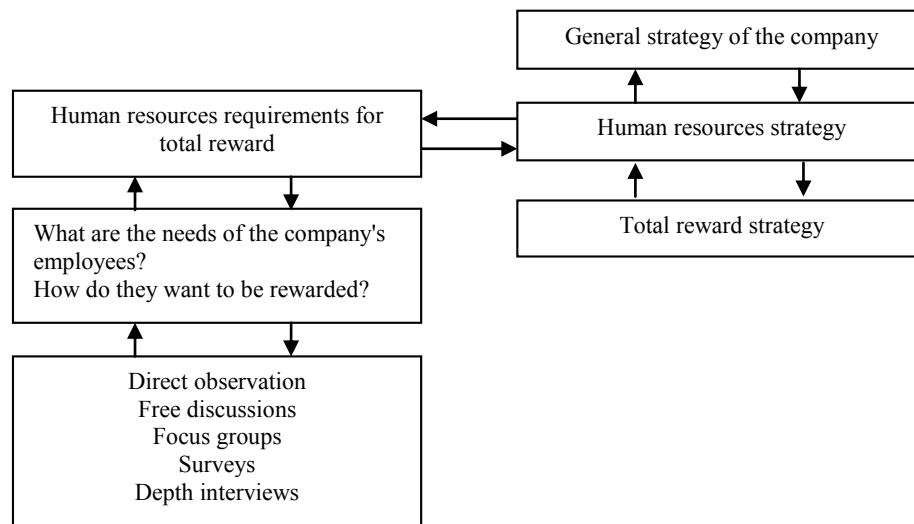 General strategy of the company
Human resources requirements for
total reward
Human resources strategy
What are the needs of the company's
employees?
How do they want to be rewarded?
Total reward strategy
Direct observation
Free discussions
Focus groups
Surveys
Depth interviews